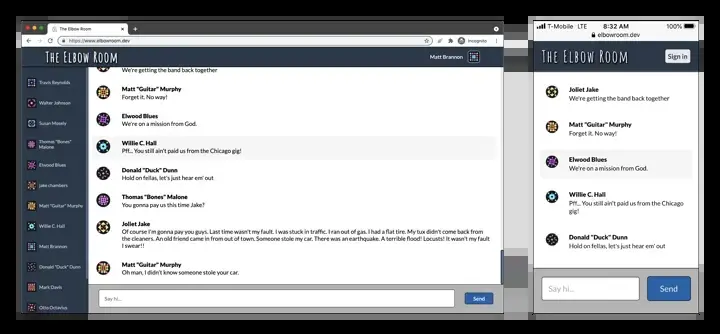 The Elbow Room
Incognito
https://www.elbowroom.dev
The Elbow Room
Matt Brannon
Travis Reynolds
Walter Johnson
Susan Mosely
Thomas "Bones"
Malone
Elwood Blues
jake chambers
Matt "Guitar" Murphy
Willie C. Hall
Matt Brannon
Donald "Duck" Dunn
Mark Davis
Otto Octavius
We're getting the band back together
Matt "Guitar" Murphy
Forget it. No way!
Elwood Blues
We're on a mission from God.
Willie C. Hall
Pff... You still ain't paid us from the Chicago gig!
Donald "Duck" Dunn
Hold on fellas, let's just hear em' out
Thomas "Bones" Malone
You gonna pay us this time Jake?
Joliet Jake
Of course I'm gonna pay you guys. Last time wasn't my fault. I was stuck in traffic. I ran out of gas. I had a flat tire. My tux didn't come back from
the cleaners. An old friend came in from out of town. Someone stole my car. There was an earthquake. A terrible flood! Locusts! It wasn't my fault
I swear!!
Matt "Guitar" Murphy
Oh man, I didn't know someone stole your car.
Say hi...
Send
T-Mobile LTE
8:32 AM
100%
elbowroom.dev
The Elbow Room
Sign in
Joliet Jake
We're getting the band back together
Matt "Guitar" Murphy
Forget it. No way!
Elwood Blues
We're on a mission from God.
Willie C. Hall
Pff... You still ain't paid us from the Chicago
gig!
Donald "Duck" Dunn
Hold on fellas, let's just hear em' out
Say hi...
Send